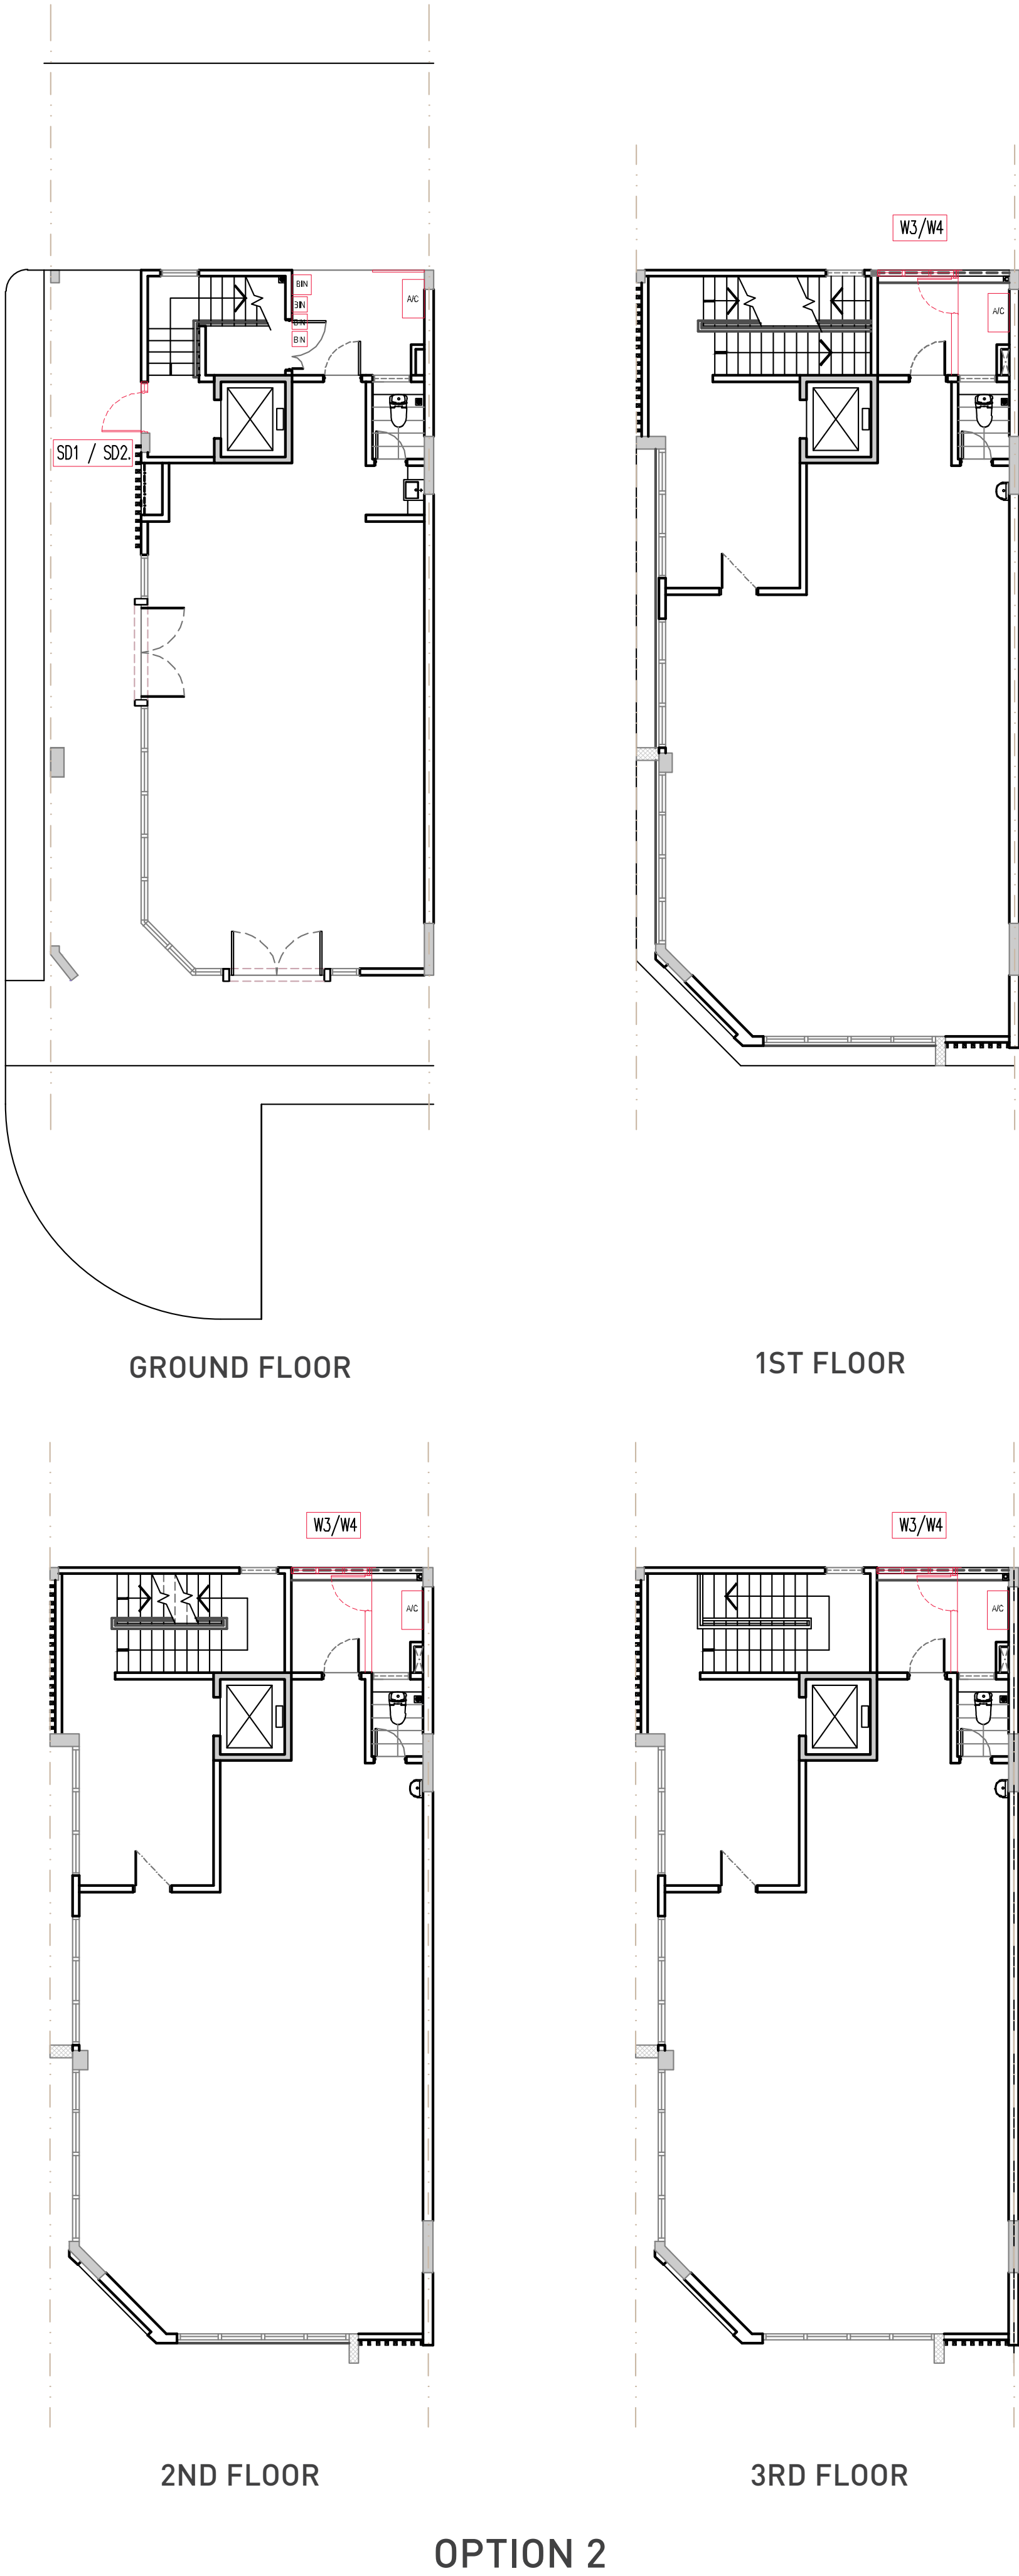 W3/W4
BIN
BIN
BIN
BIN
A/C
A/C
SD1 / SD2.
GROUND FLOOR
1ST FLOOR
W3/W4
W3/W4
A/C
A/C
2ND FLOOR
3RD FLOOR
OPTION 2